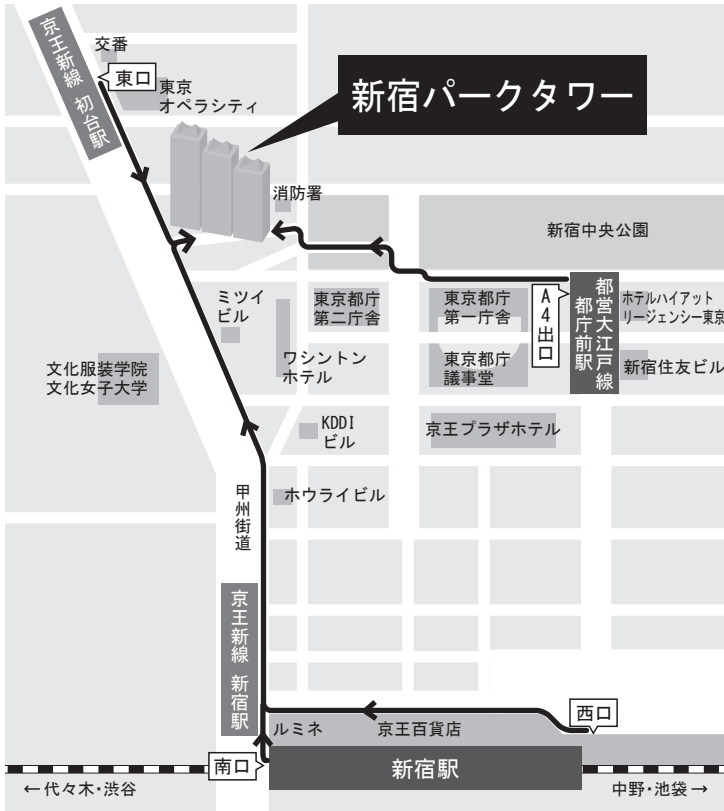 京王新線 初台駅
交番
東口
東京
オペラシティ
新宿パークタワー
消防署
新宿中央公園
ミツイ
ビル
東京都庁
第二庁舎
東京都庁
第一庁舎
A4出口
都営大江戸線
都庁前駅
ホテルハイアット
リージェンシー東京
ワシントン
ホテル
東京都庁
議事堂
新宿住友ビル
文化服装学院
文化女子大学
KDDI
ビル
京王プラザホテル
甲州街道
ホウライビル
京王新線 新宿駅
ルミネ
京王百貨店
西口
南口
新宿駅
←代々木・渋谷
中野・池袋→